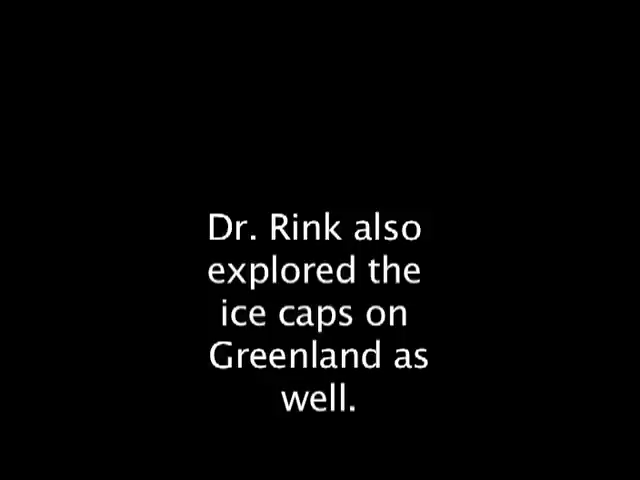 Dr. Rink also
explored the
ice caps on
Greenland as
well.